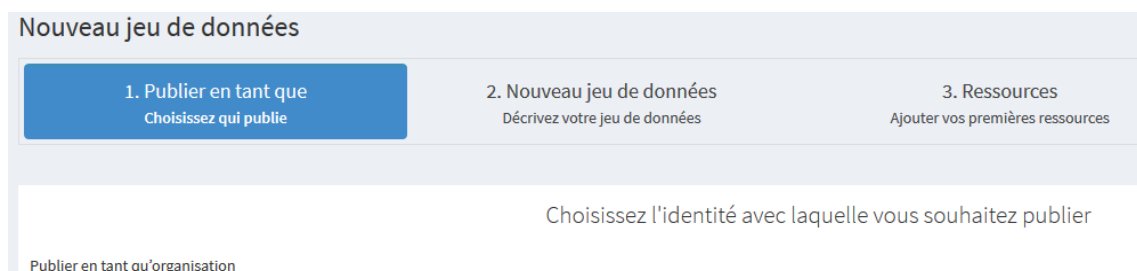 Nouveau jeu de données
1. Publier en tant que
Choisissez qui publie
2. Nouveau jeu de données
Décrivez votre jeu de données
3. Ressources
Ajouter vos premières ressources
Choisissez l'identité avec laquelle vous souhaitez publier
Publier en tant qu’organisation